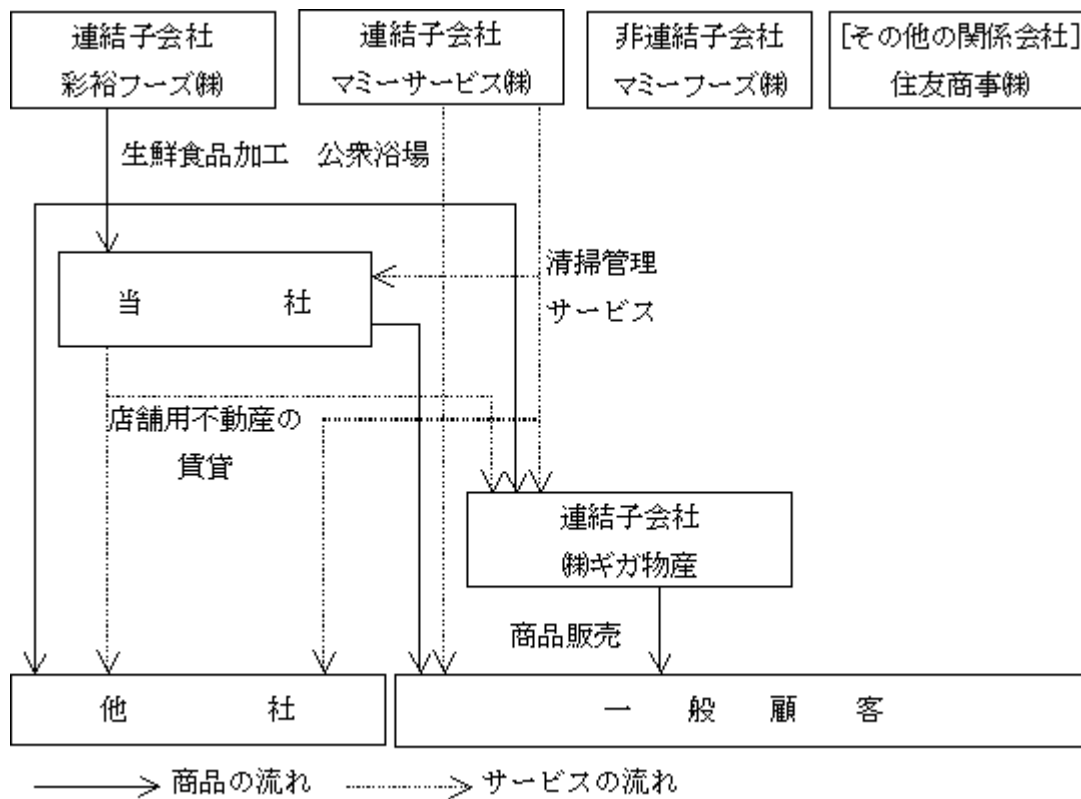 連結子会社
彩裕フーズ㈱
連結子会社
マミーサービス㈱
非連結子会社
マミーフーズ㈱
[その他の関係会社]
住友商事㈱
生鮮食品加工
公衆浴場
清掃管理
サービス
当社
店舗用不動産の
賃貸
連結子会社
㈱ギガ物産
商品販売
他社
一般顧客
商品の流れ
サービスの流れ